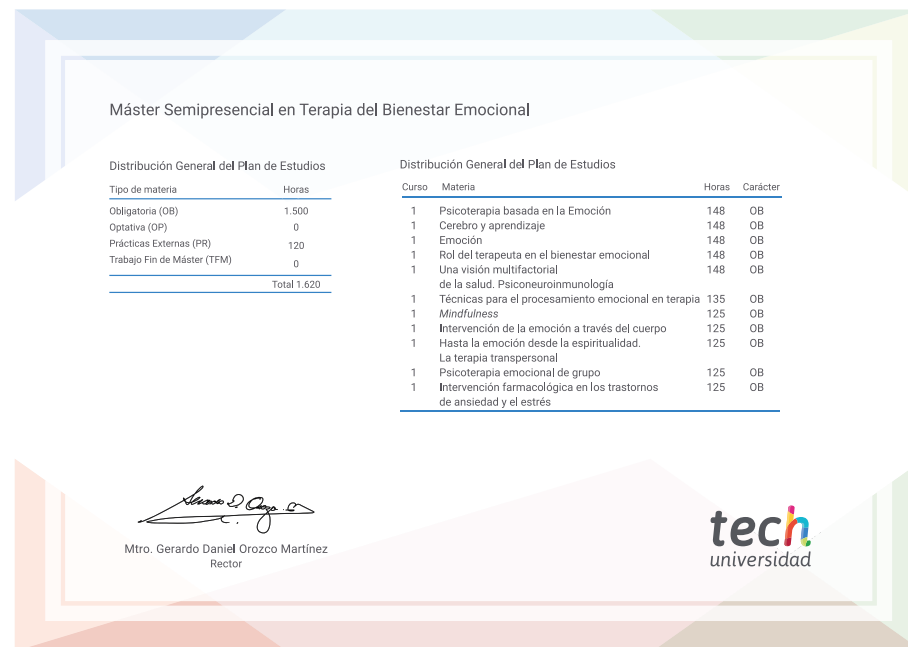 Máster Semipresencial en Terapia del Bienestar Emocional
Distribución General del Plan de Estudios
Tipo de materia Horas
Obligatoria (OB) 1.500
Optativa (OP) 0
Prácticas Externas (PR) 120
Trabajo Fin de Máster (TFM) 0
Total 1.620
Distribución General del Plan de Estudios
Curso Materia Horas Carácter
1 Psicoterapia basada en la Emoción 148 OB
1 Cerebro y aprendizaje 148 OB
1 Emoción 148 OB
1 Rol del terapeuta en el bienestar emocional 148 OB
1 Una visión multifactorial 148 OB
de la salud. Psiconeuroinmunología
1 Técnicas para el procesamiento emocional en terapia 135 OB
1 Mindfulness 125 OB
1 Intervención de la emoción a través del cuerpo 125 OB
1 Hasta la emoción desde la espiritualidad. 125 OB
La terapia transpersonal
1 Psicoterapia emocional de grupo 125 OB
1 Intervención farmacológica en los trastornos 125 OB
de ansiedad y el estrés
Mtro. Gerardo Daniel Orozco Martínez
Rector
tech
universidad